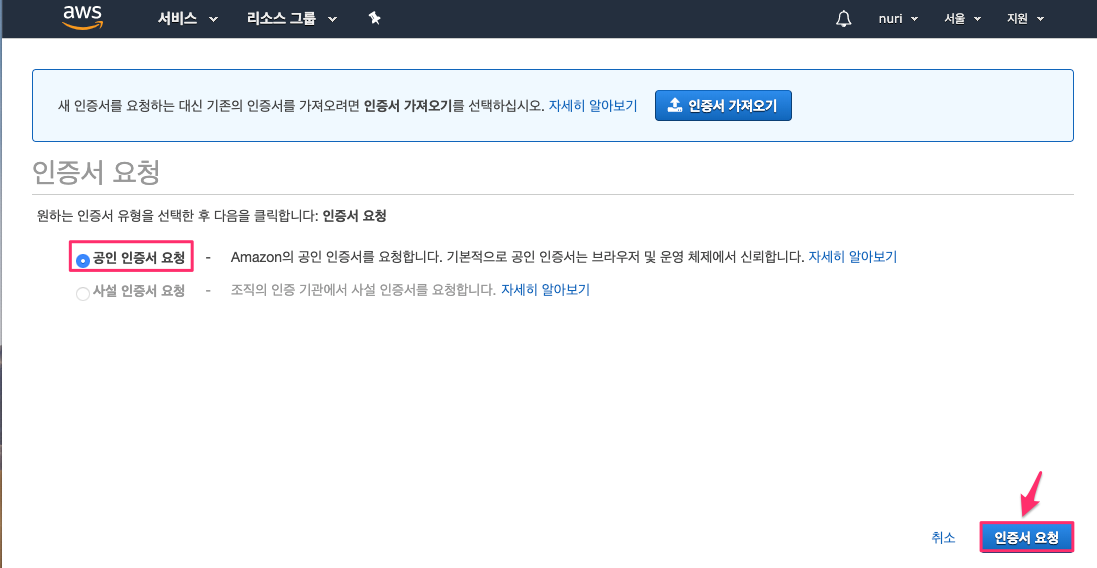 aws 서비스 리소스 그룹 nuri 서울 지원
새 인증서를 요청하는 대신 기존의 인증서를 가져오려면 인증서 가져오기를 선택하십시오. 자세히 알아보기 인증서 가져오기
인증서 요청
원하는 인증서 유형을 선택한 후 다음을 클릭합니다: 인증서 요청
공인 인증서 요청 - Amazon의 공인 인증서를 요청합니다. 기본적으로 공인 인증서는 브라우저 및 운영 체제에서 신뢰합니다. 자세히 알아보기
사설 인증서 요청 - 조직의 인증 기관에서 사설 인증서를 요청합니다. 자세히 알아보기
취소 인증서 요청